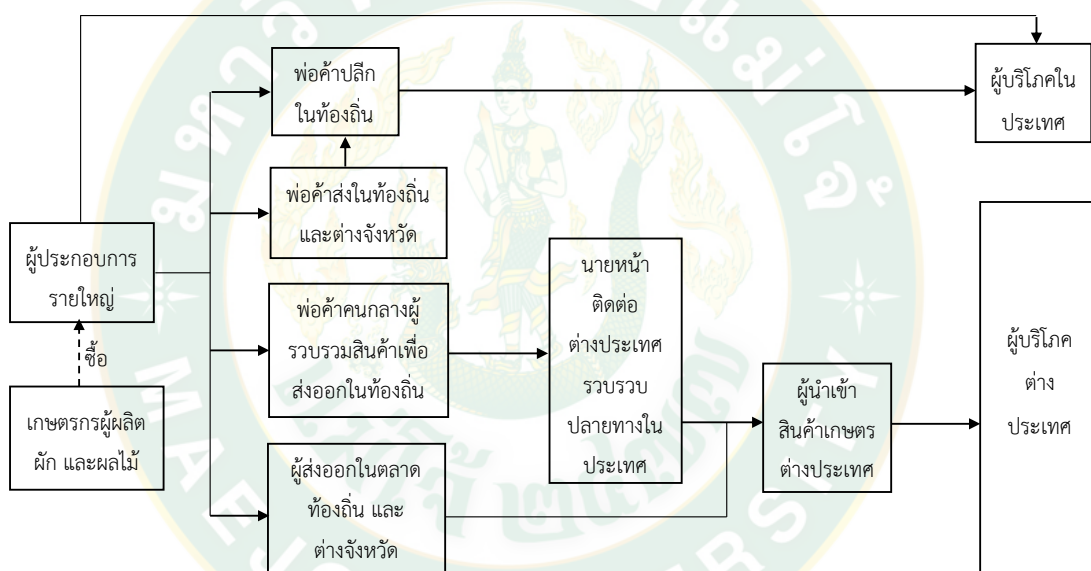 พ่อค้าปลีก
ในท้องถิ่น
ผู้บริโภคใน
ประเทศ
พ่อค้าส่งในท้องถิ่น
และต่างจังหวัด
ผู้ประกอบการ
รายใหญ่
ซื้อ
เกษตรกรผู้ผลิต
ผัก และผลไม้
พ่อค้าคนกลางผู้
รวบรวมสินค้าเพื่อ
ส่งออกในท้องถิ่น
นายหน้า
ติดต่อ
ต่างประเทศ
รวบรวบ
ปลายทางใน
ประเทศ
ผู้ส่งออกในตลาด
ท้องถิ่น และ
ต่างจังหวัด
ผู้นำเข้า
สินค้าเกษตร
ต่างประเทศ
ผู้บริโภค
ต่าง
ประเทศ